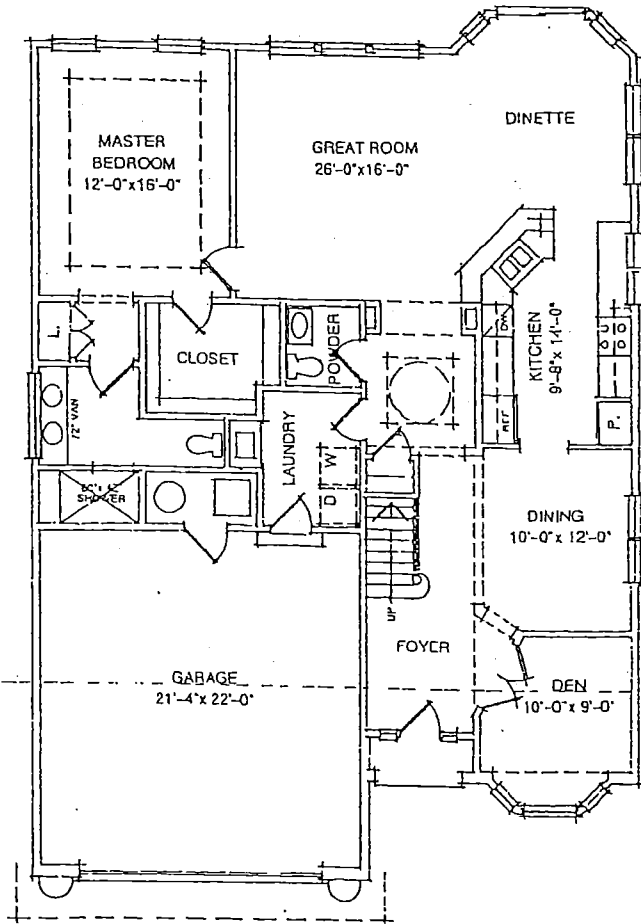 DINETTE
MASTER
BEDROOM
12'-0"x16'-0"
GREAT ROOM
26'-0"x16'-0"
L.
CLOSET
POWDER
DW
KITCHEN
9'-8"x 14'-0"
72" VAN
REF
P.
LAUNDRY
W
D
SHOWER
DINING
10'-0"x 12'-0"
UP
FOYER
GARAGE
21'-4"x 22'-0"
DEN
10'-0"x 9'-0"